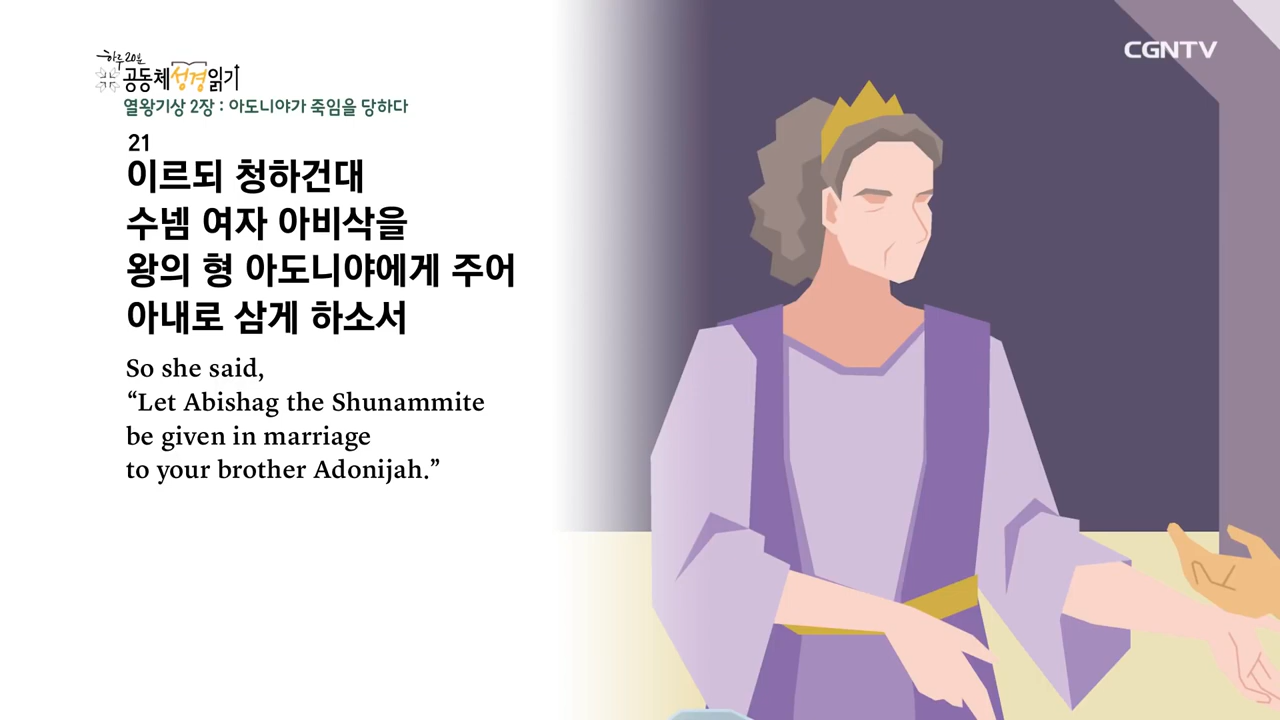 하루 20분
공동체 성경 읽기
열왕기상 2장 : 아도니야가 죽임을 당하다
21
이르되 청하건대
수넴 여자 아비삭을
왕의 형 아도니야에게 주어
아내로 삼게 하소서
So she said,
“Let Abishag the Shunammite
be given in marriage
to your brother Adonijah.”
CGNTV